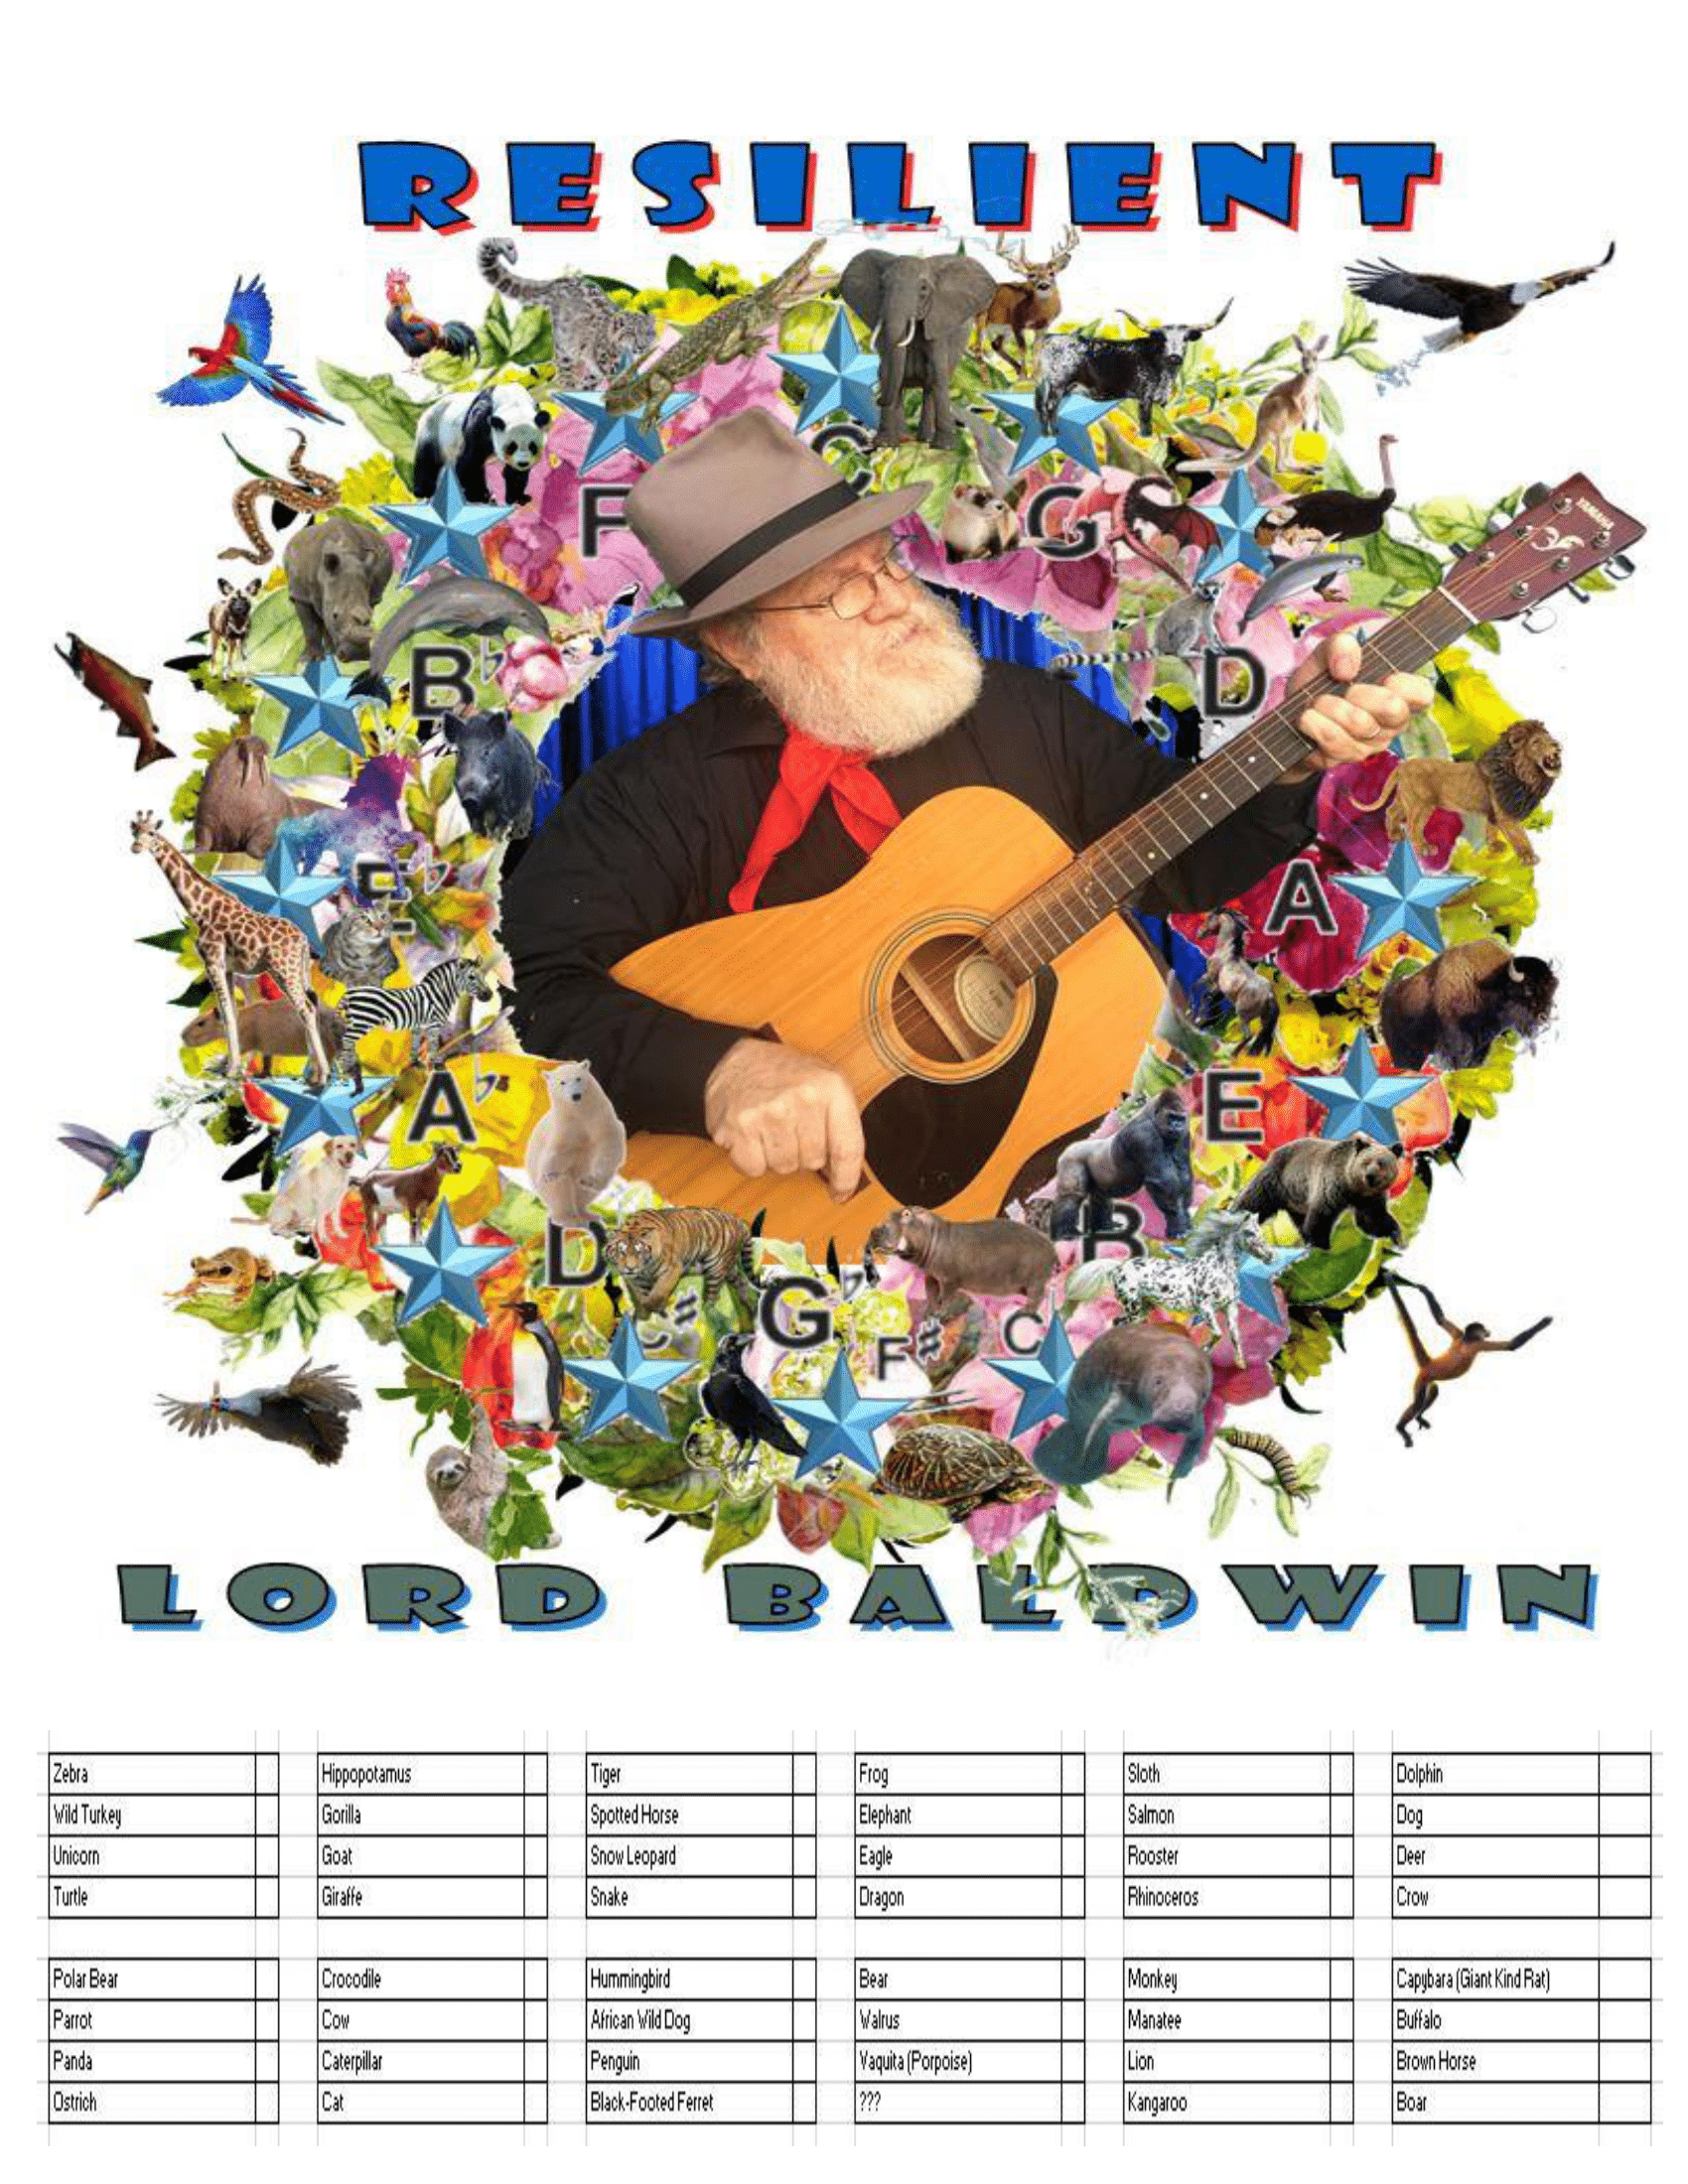 RESILIENT
C
F
G
YAMAHA
B♭
D
E♭
A
A♭
E
D
B
C♯
G♭
F♯
C
LORD BALDWIN
Zebra Hippopotamus Tiger Frog Sloth Dolphin
Wild Turkey Gorilla Spotted Horse Elephant Salmon Dog
Unicorn Goat Snow Leopard Eagle Rooster Deer
Turtle Giraffe Snake Dragon Rhinoceros Crow
Polar Bear Crocodile Hummingbird Bear Monkey Capybara (Giant Kind Rat)
Parrot Cow African Wild Dog Walrus Manatee Buffalo
Panda Caterpillar Penguin Vaquita (Porpoise) Lion Brown Horse
Ostrich Cat Black-Footed Ferret ??? Kangaroo Boar